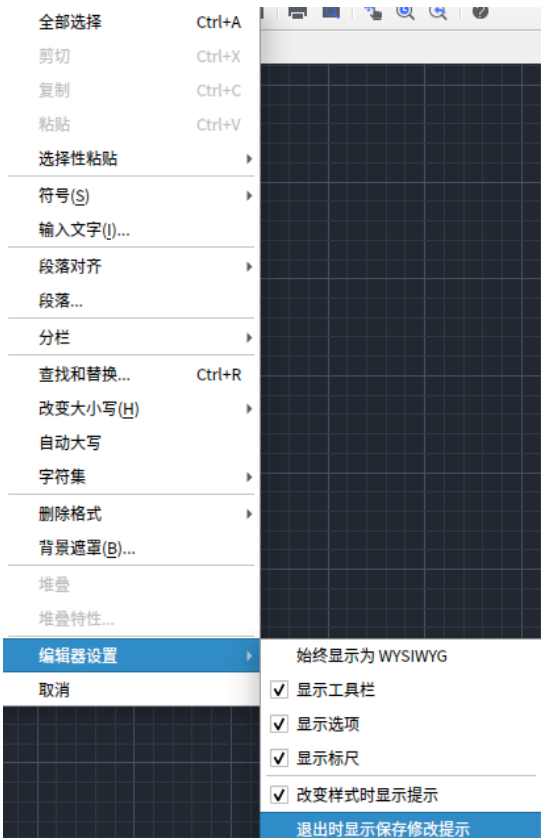 全部选择 Ctrl+A
剪切 Ctrl+X
复制 Ctrl+C
粘贴 Ctrl+V
选择性粘贴
符号(S)
输入文字(I)...
段落对齐
段落...
分栏
查找和替换... Ctrl+R
改变大小写(H)
自动大写
字符集
删除格式
背景遮罩(B)...
堆叠
堆叠特性...
编辑器设置
取消
始终显示为 WYSIWYG
显示工具栏
显示选项
显示标尺
改变样式时显示提示
退出时显示保存修改提示